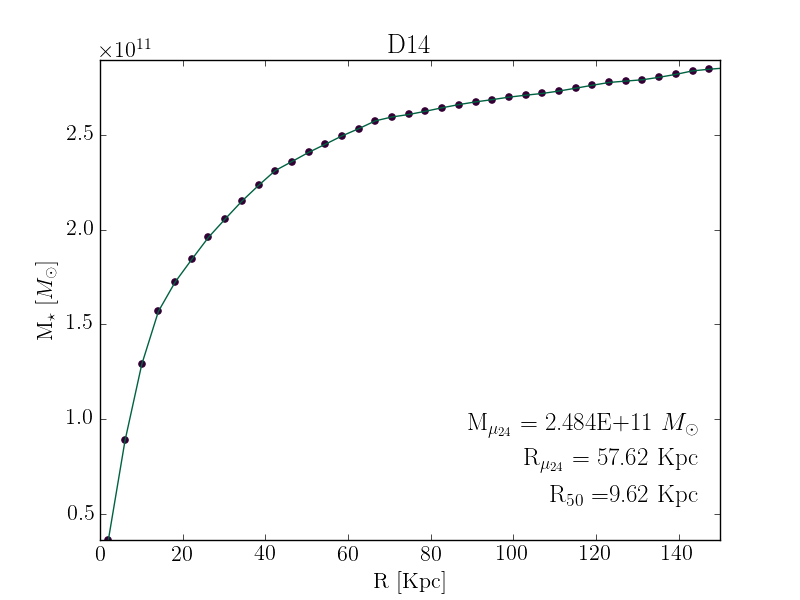 D14
×10¹¹
2.5
2.0
1.5
1.0
0.5
M⋆ [M⊙]
M_μ₂₄ = 2.484E+11 M⊙
R_μ₂₄ = 57.62 Kpc
R₅₀ =9.62 Kpc
0 20 40 60 80 100 120 140
R [Kpc]